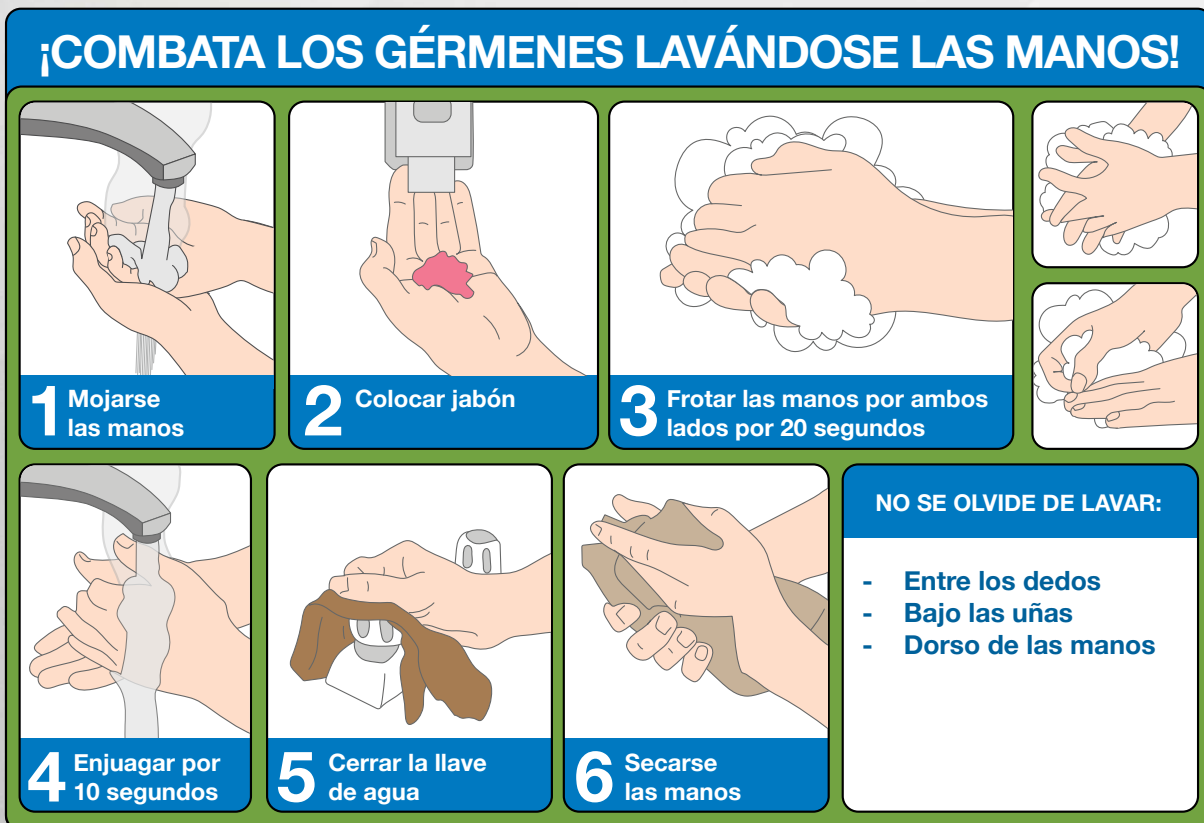 ¡COMBATA LOS GÉRMENES LAVÁNDOSE LAS MANOS!
1 Mojarse
las manos
2 Colocar jabón
3 Frotar las manos por ambos
lados por 20 segundos
4 Enjuagar por
10 segundos
5 Cerrar la llave
de agua
6 Secarse
las manos
NO SE OLVIDE DE LAVAR:
- Entre los dedos
- Bajo las uñas
- Dorso de las manos